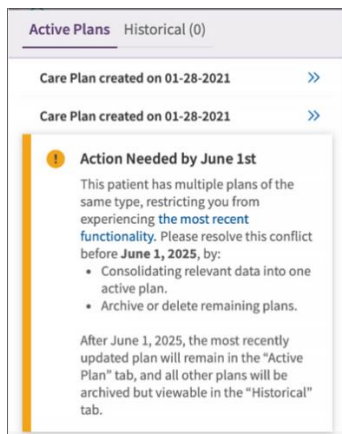 Active Plans Historical (0)
Care Plan created on 01-28-2021 »
Care Plan created on 01-28-2021 »
! Action Needed by June 1st
This patient has multiple plans of the
same type, restricting you from
experiencing the most recent
functionality. Please resolve this conflict
before June 1, 2025, by:
• Consolidating relevant data into one
active plan.
• Archive or delete remaining plans.
After June 1, 2025, the most recently
updated plan will remain in the “Active
Plan” tab, and all other plans will be
archived but viewable in the “Historical”
tab.